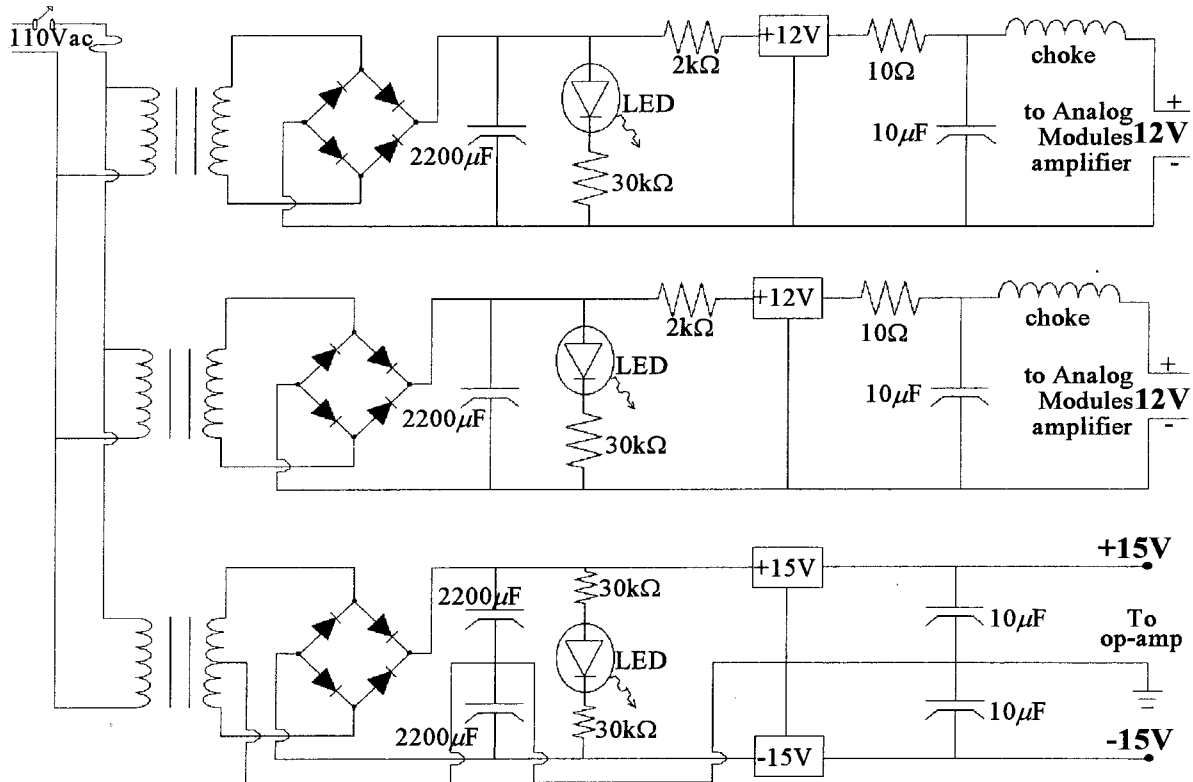 110Vac
2200μF
LED
30kΩ
2kΩ
+12V
10Ω
10μF
choke
to Analog
Modules
amplifier
+
12V
-
2200μF
LED
30kΩ
2kΩ
+12V
10Ω
10μF
choke
to Analog
Modules
amplifier
+
12V
-
2200μF
2200μF
30kΩ
LED
30kΩ
+15V
-15V
10μF
10μF
+15V
To
op-amp
-15V